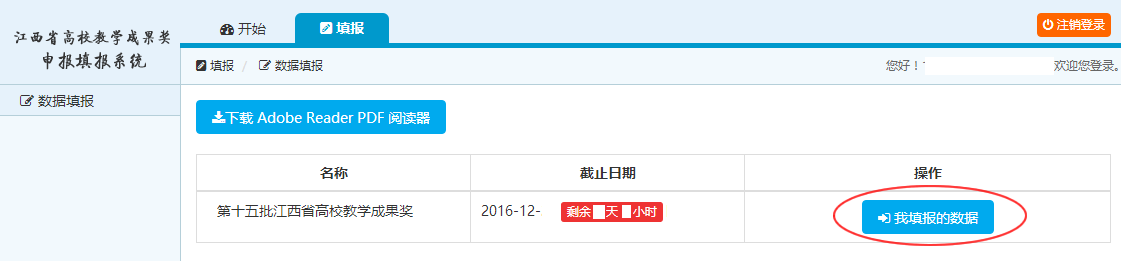 江西省高校教学成果奖
申报填报系统
开始
填报
注销登录
填报 / 数据填报
您好！
欢迎您登录。
数据填报
下载 Adobe Reader PDF 阅读器
名称 截止日期 操作
第十五批江西省高校教学成果奖 2016-12- 剩余 天 小时 我填报的数据